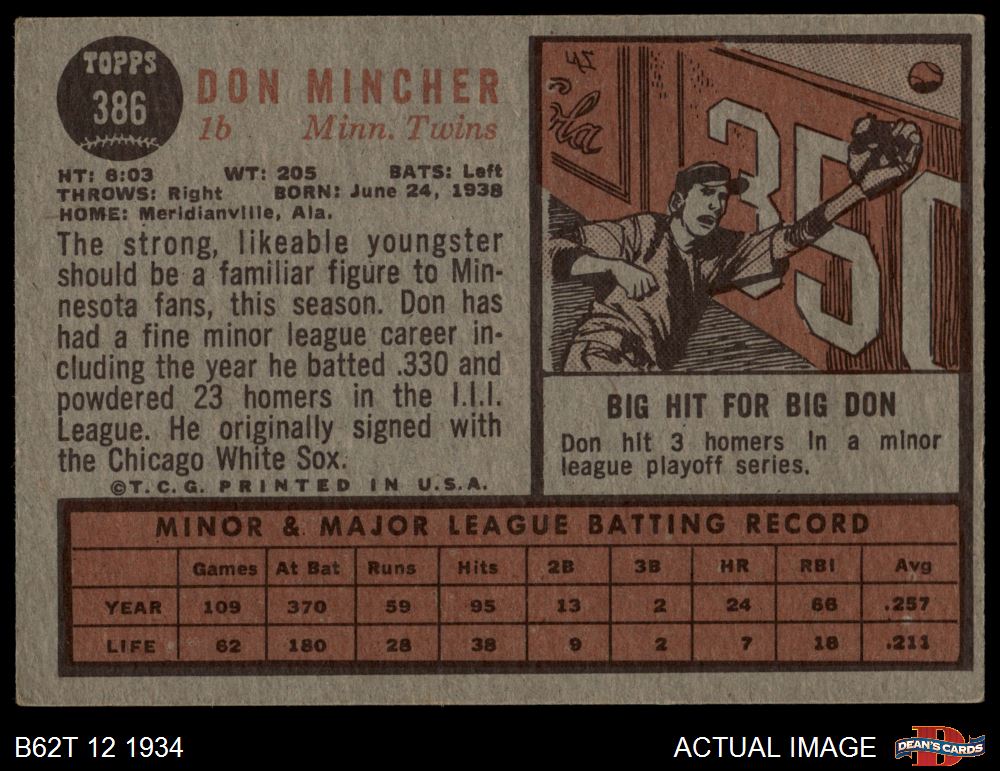 TOPPS
386
DON MINCHER
1b Minn. Twins
HT: 6:03 WT: 205 BATS: Left
THROWS: Right BORN: June 24, 1938
HOME: Meridianville, Ala.
The strong, likeable youngster
should be a familiar figure to Min-
nesota fans, this season. Don has
had a fine minor league career in-
cluding the year he batted .330 and
powdered 23 homers in the I.I.I.
League. He originally signed with
the Chicago White Sox.
©T.C.G. PRINTED IN U.S.A.
350
BIG HIT FOR BIG DON
Don hit 3 homers in a minor
league playoff series.
MINOR & MAJOR LEAGUE BATTING RECORD
Games At Bat Runs Hits 2B 3B HR RBI Avg
YEAR 109 370 59 95 13 2 24 66 .257
LIFE 62 180 28 38 9 2 7 18 .211
B62T 12 1934
ACTUAL IMAGE
DEAN'S CARDS